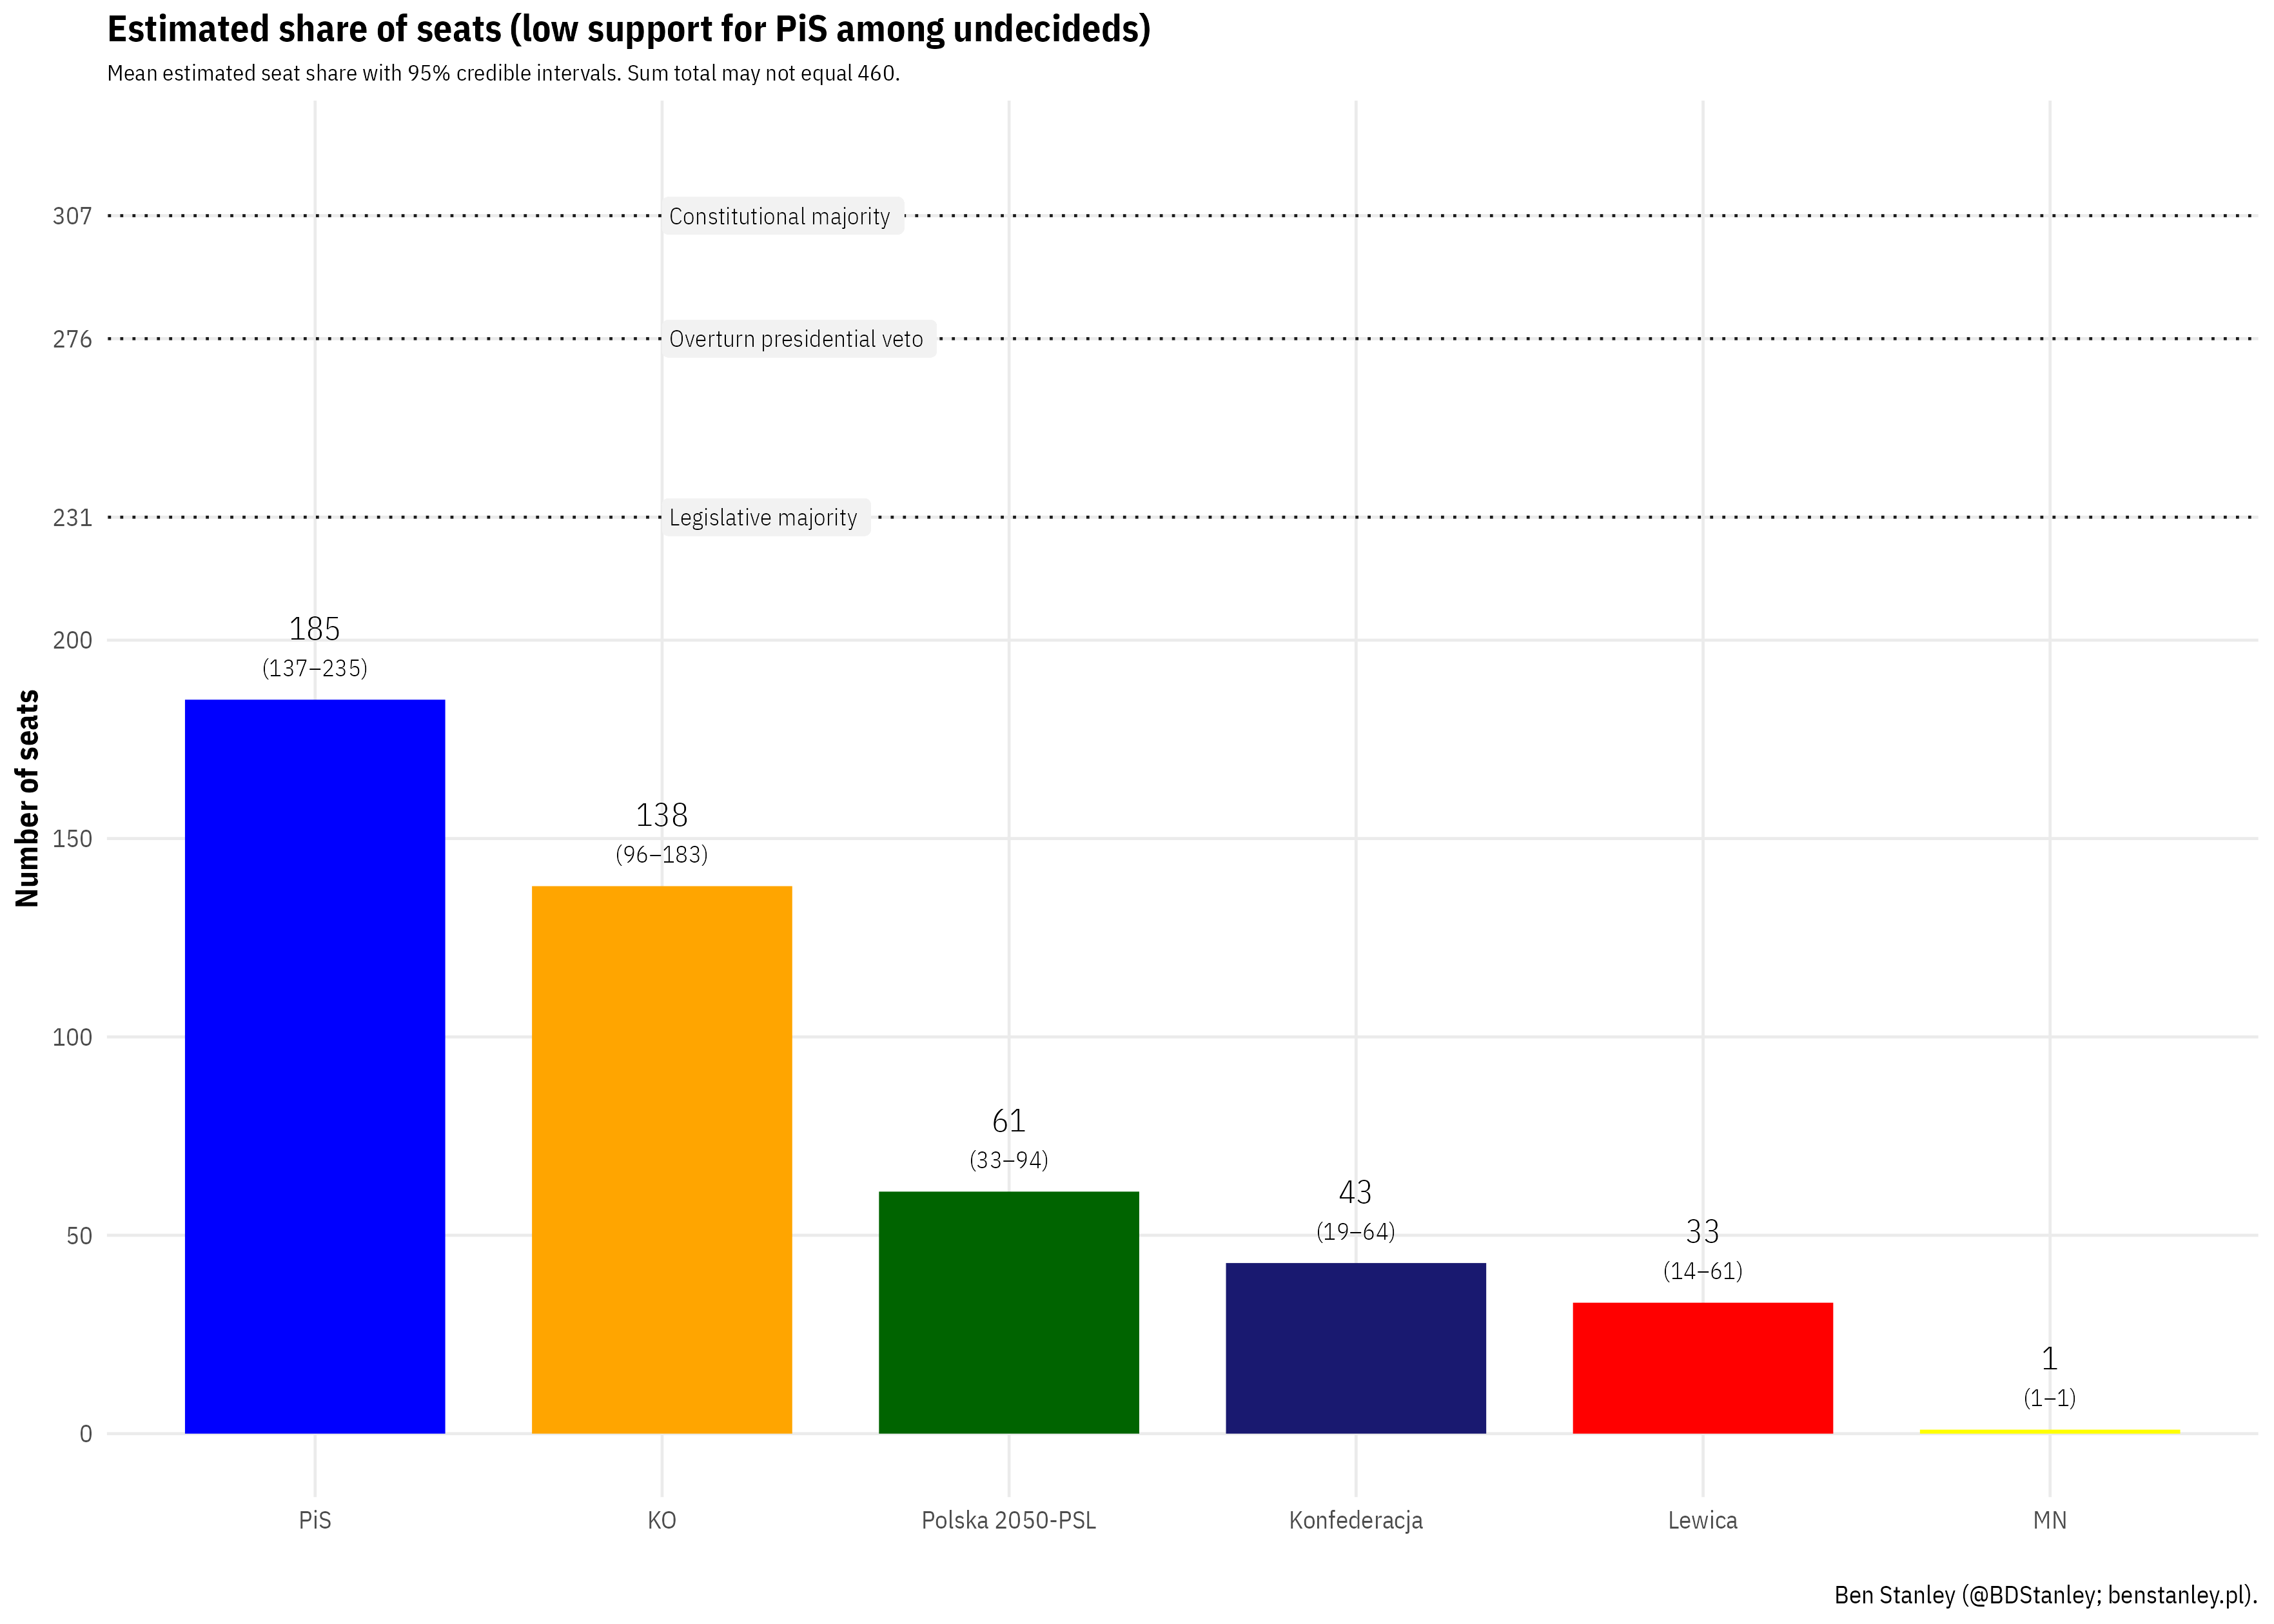 Estimated share of seats (low support for PiS among undecideds)
Mean estimated seat share with 95% credible intervals. Sum total may not equal 460.
307
Constitutional majority
276
Overturn presidential veto
231
Legislative majority
185
200
(137–235)
Number of seats
138
150
(96–183)
61
100
(33–94)
43
(19–64)
33
50
(14–61)
1
(1–1)
0
PiS
KO
Polska 2050-PSL
Konfederacja
Lewica
MN
Ben Stanley (@BDStanley; benstanley.pl).